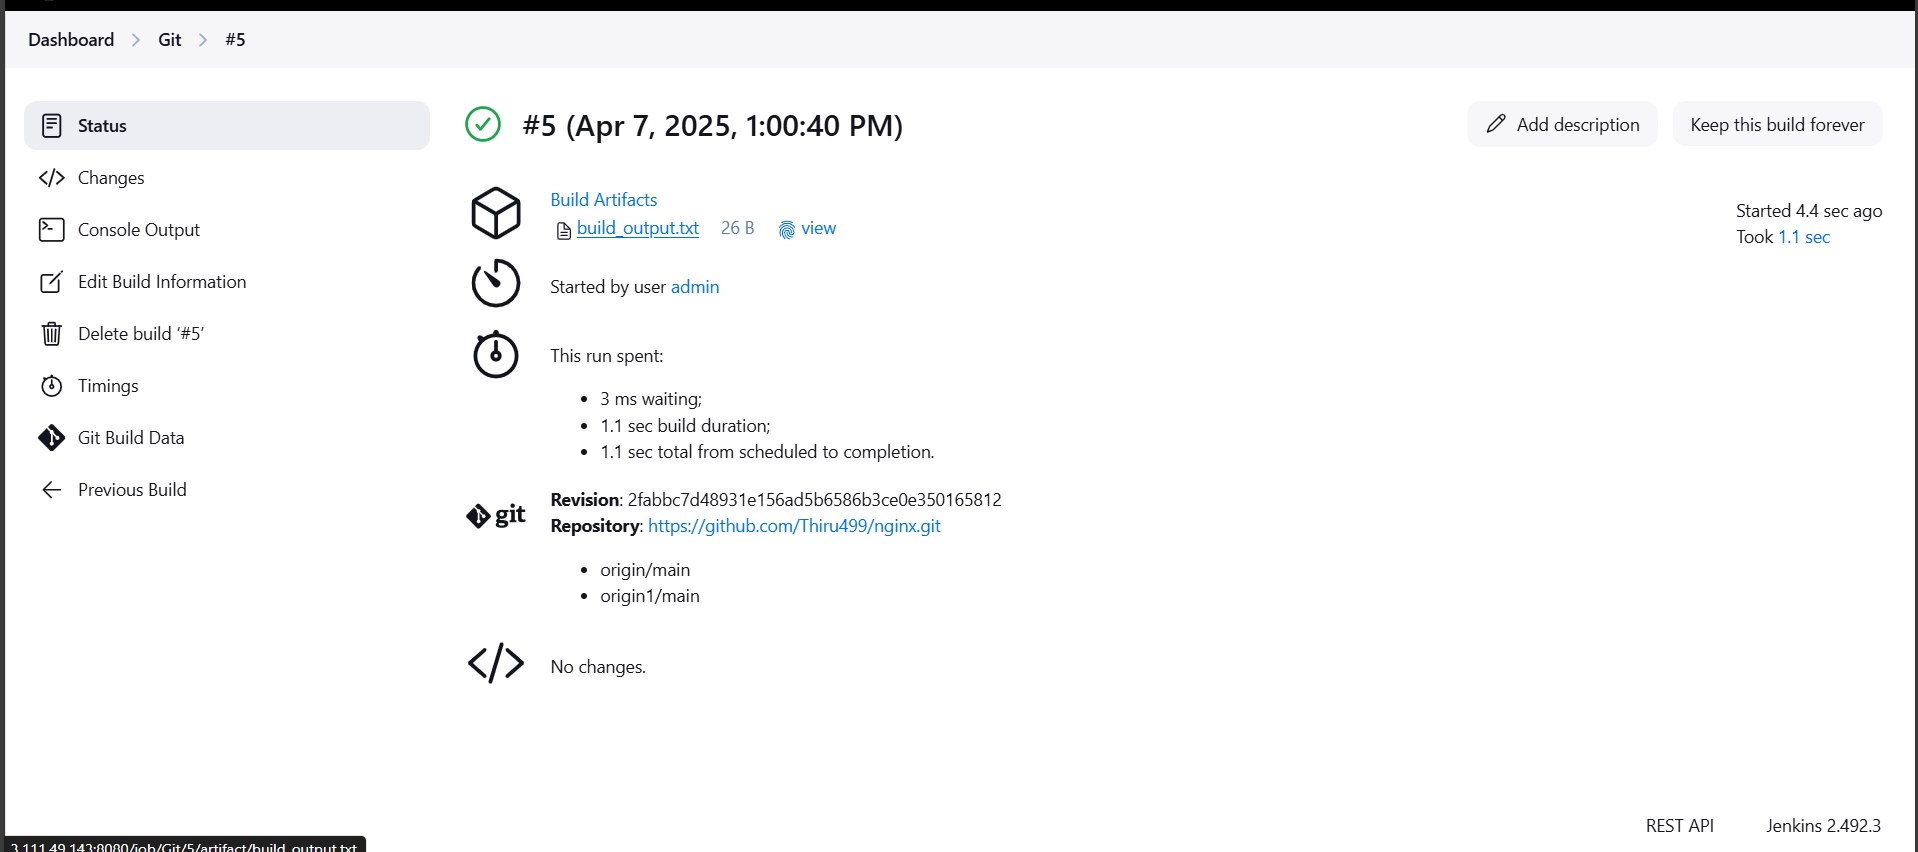 Dashboard > Git > #5
Status
Changes
Console Output
Edit Build Information
Delete build ‘#5’
Timings
Git Build Data
Previous Build
#5 (Apr 7, 2025, 1:00:40 PM)
Add description
Keep this build forever
Build Artifacts
build_output.txt 26 B view
Started 4.4 sec ago
Took 1.1 sec
Started by user admin
This run spent:
• 3 ms waiting;
• 1.1 sec build duration;
• 1.1 sec total from scheduled to completion.
git
Revision: 2fabbc7d48931e156ad5b6586b3ce0e350165812
Repository: https://github.com/Thiru499/nginx.git
• origin/main
• origin1/main
No changes.
REST API
Jenkins 2.492.3
3.111.49.143:8080/job/Git/5/artifact/build_output.txt